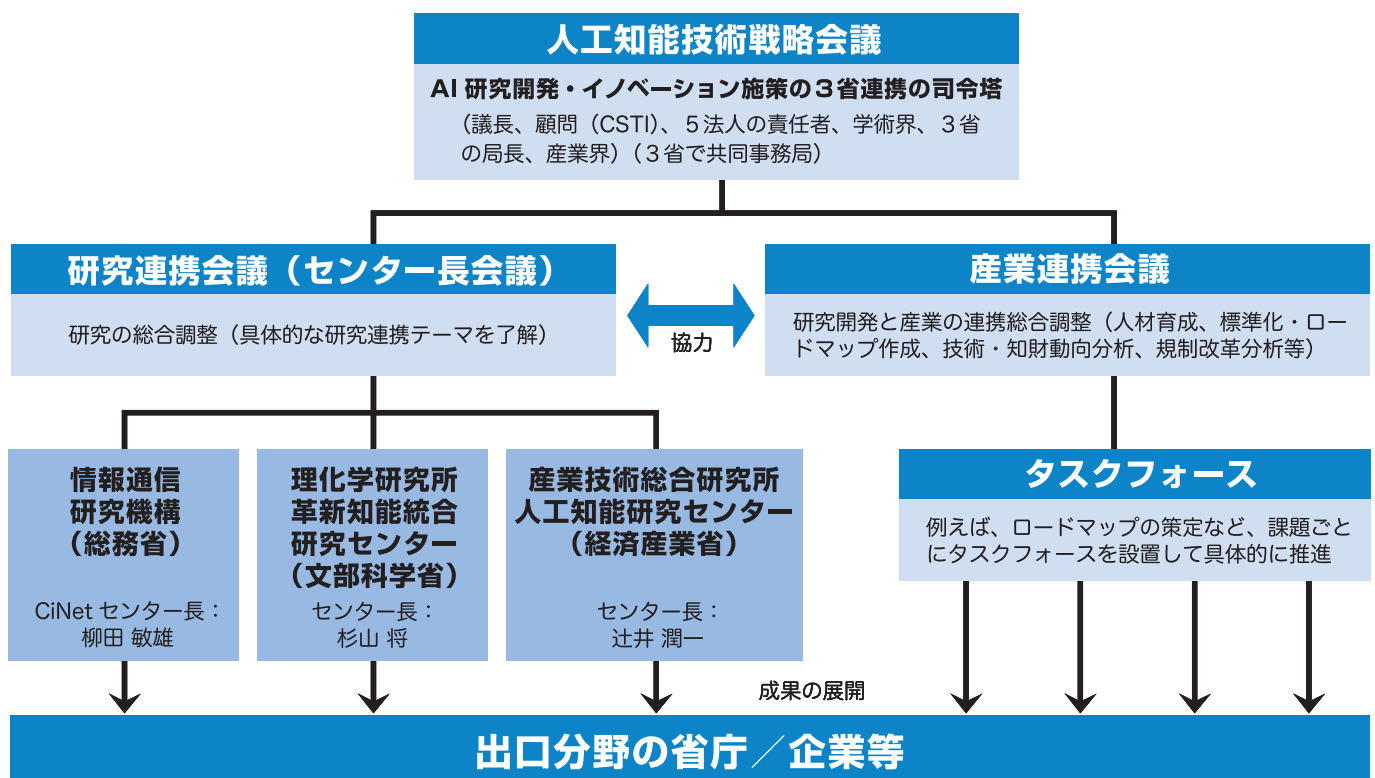 人工知能技術戦略会議
AI 研究開発・イノベーション施策の３省連携の司令塔
（議長、顧問（CSTI）、５法人の責任者、学術界、３省
の局長、産業界）（３省で共同事務局）
研究連携会議（センター長会議）
研究の総合調整（具体的な研究連携テーマを了解）
協力
産業連携会議
研究開発と産業の連携総合調整（人材育成、標準化・ロー
ドマップ作成、技術・知財動向分析、規制改革分析等）
情報通信
研究機構
（総務省）
CiNet センター長：
柳田 敏雄
理化学研究所
革新知能統合
研究センター
（文部科学省）
センター長：
杉山 将
産業技術総合研究所
人工知能研究センター
（経済産業省）
センター長：
辻井 潤一
タスクフォース
例えば、ロードマップの策定など、課題ごと
にタスクフォースを設置して具体的に推進
成果の展開
出口分野の省庁／企業等